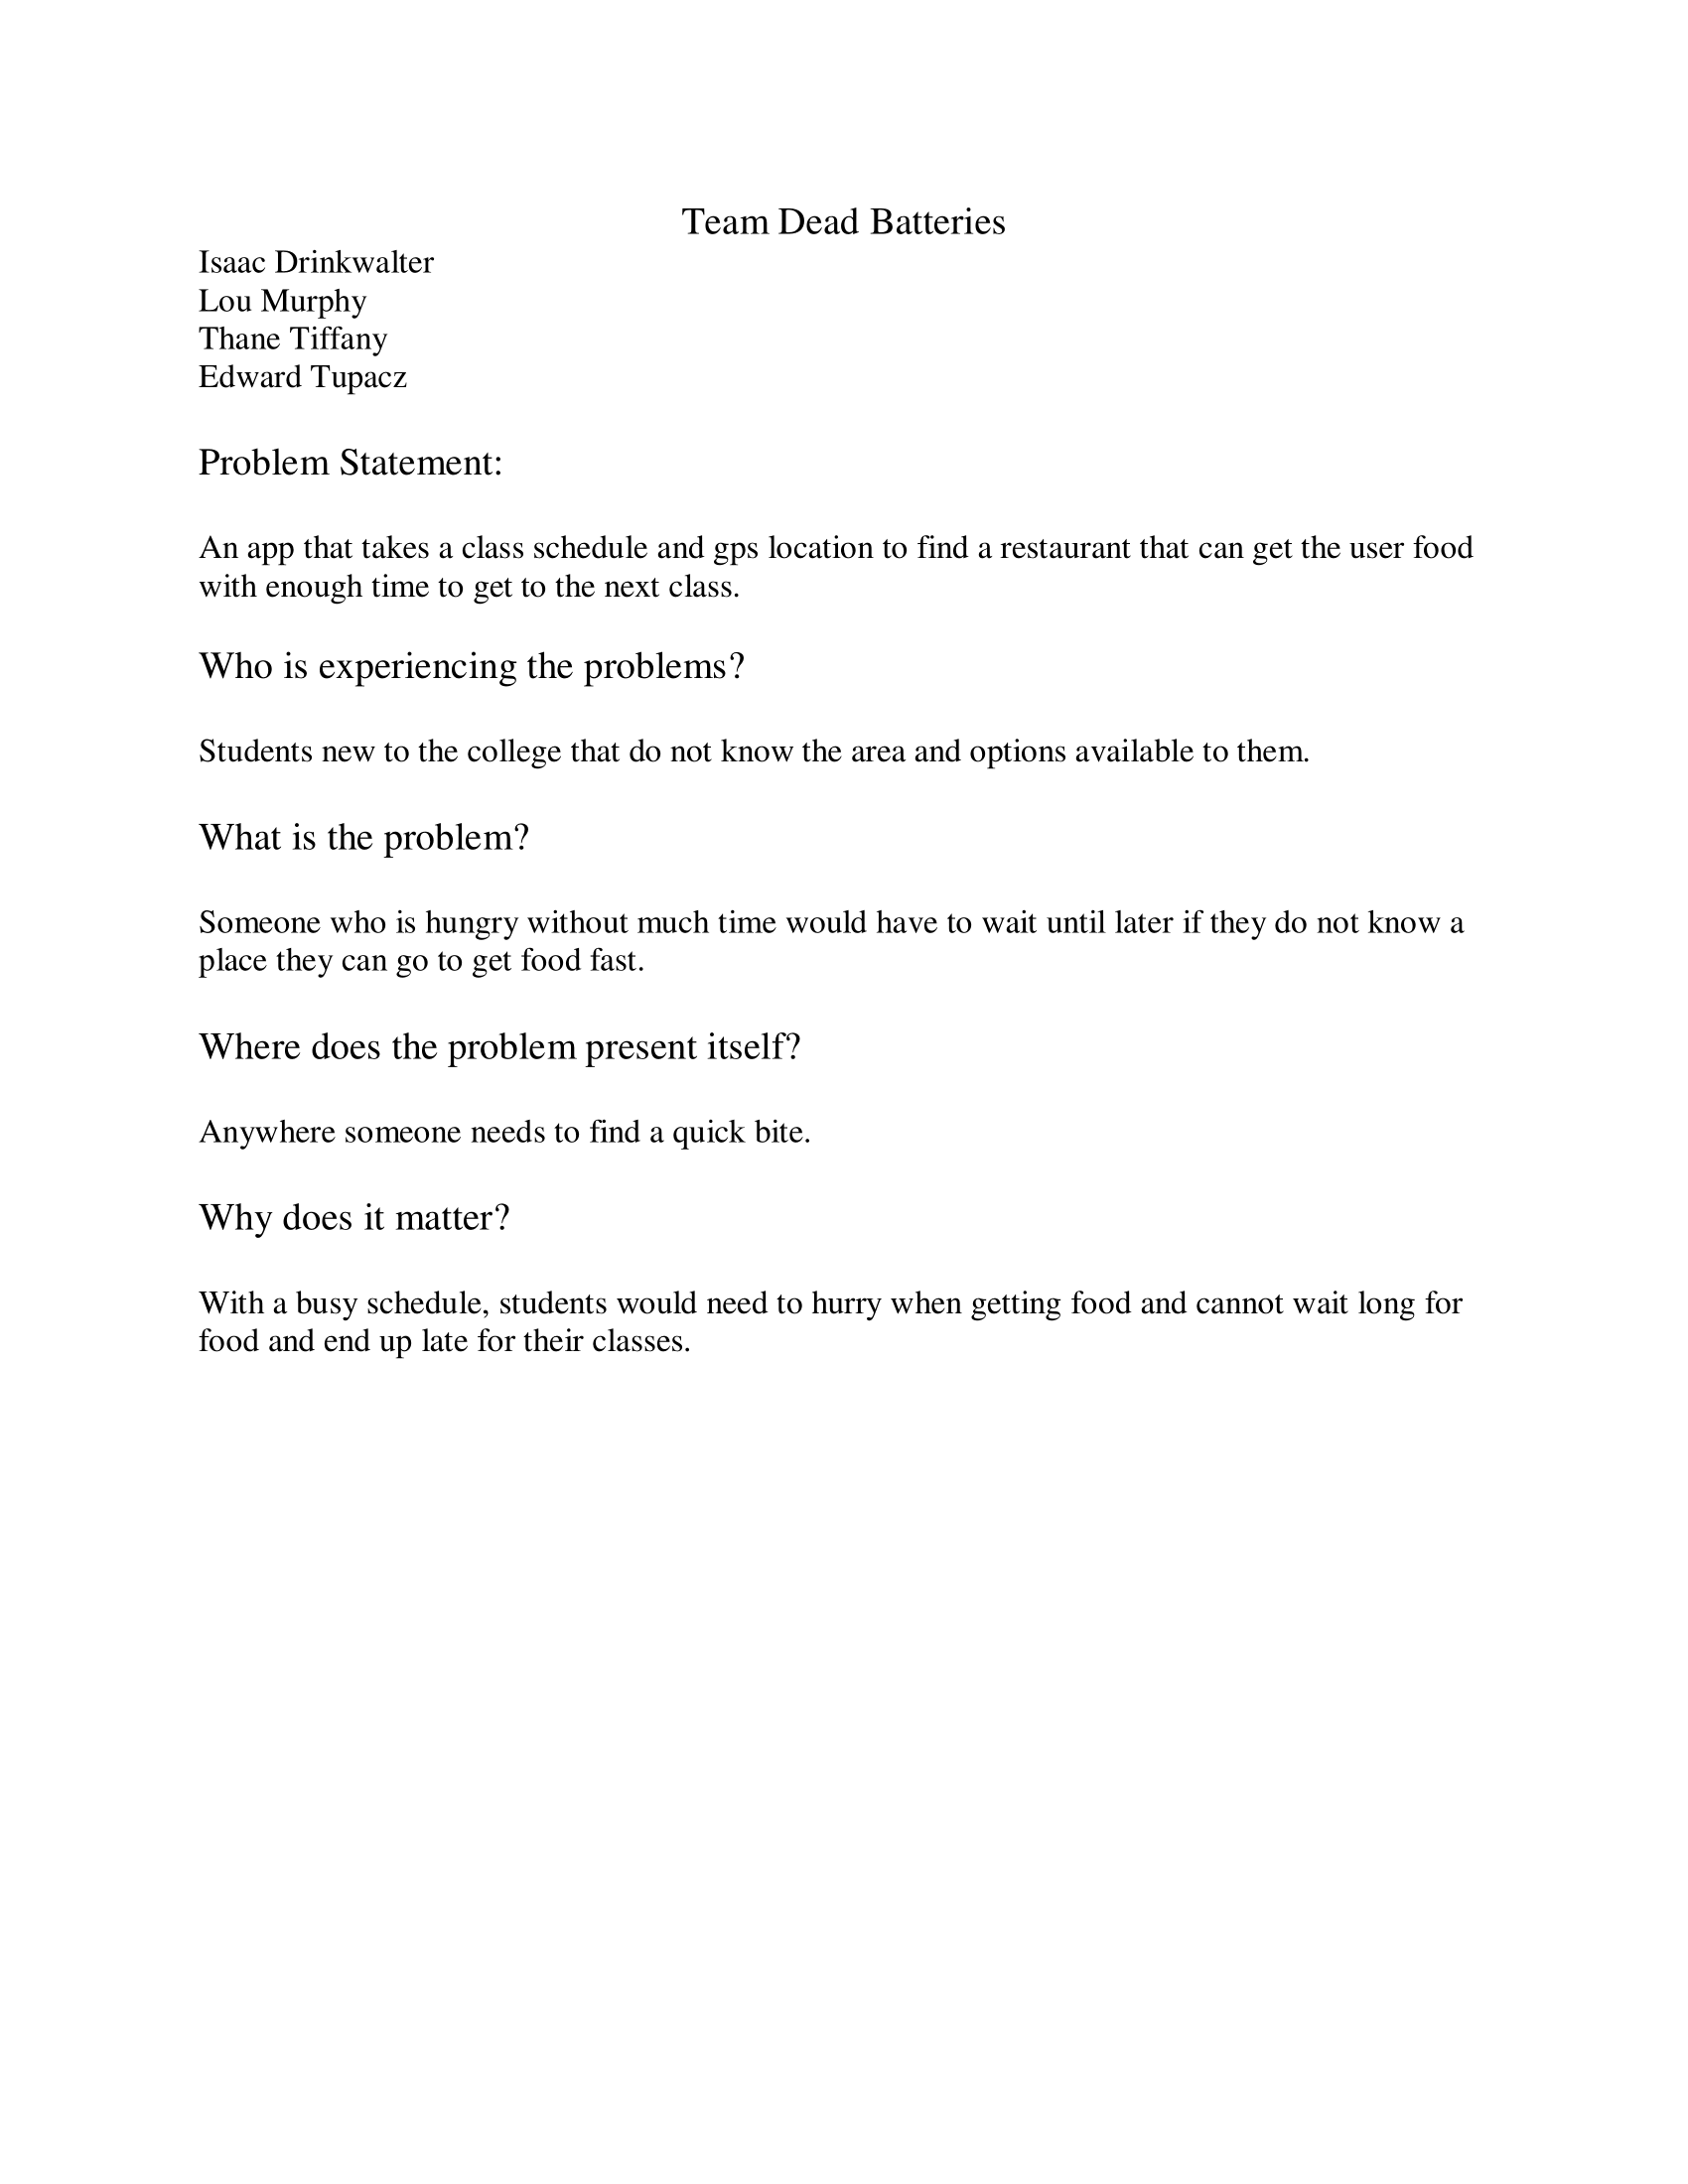 Team Dead Batteries
Isaac Drinkwalter
Lou Murphy
Thane Tiffany
Edward Tupacz
Problem Statement:
An app that takes a class schedule and gps location to find a restaurant that can get the user food
with enough time to get to the next class.
Who is experiencing the problems?
Students new to the college that do not know the area and options available to them.
What is the problem?
Someone who is hungry without much time would have to wait until later if they do not know a
place they can go to get food fast.
Where does the problem present itself?
Anywhere someone needs to find a quick bite.
Why does it matter?
With a busy schedule, students would need to hurry when getting food and cannot wait long for
food and end up late for their classes.